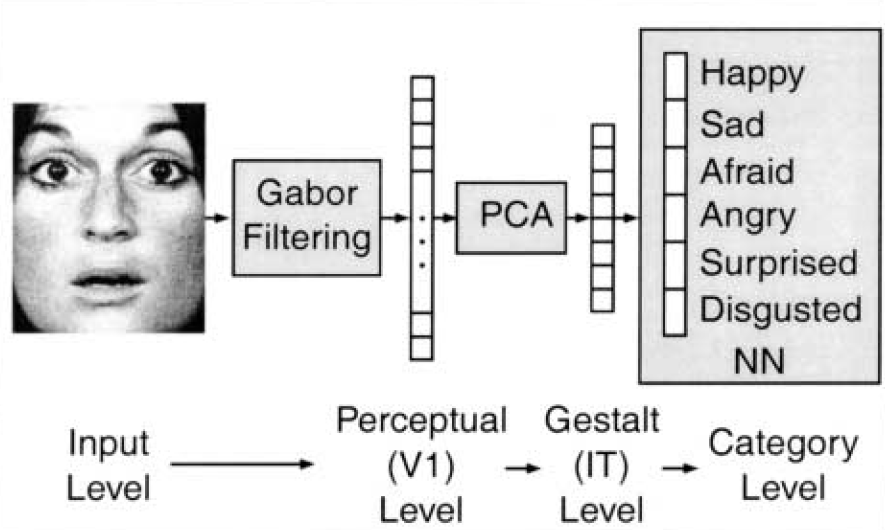 Gabor
Filtering
PCA
Happy
Sad
Afraid
Angry
Surprised
Disgusted
NN
Input
Level
Perceptual
(V1)
Level
Gestalt
(IT)
Level
Category
Level